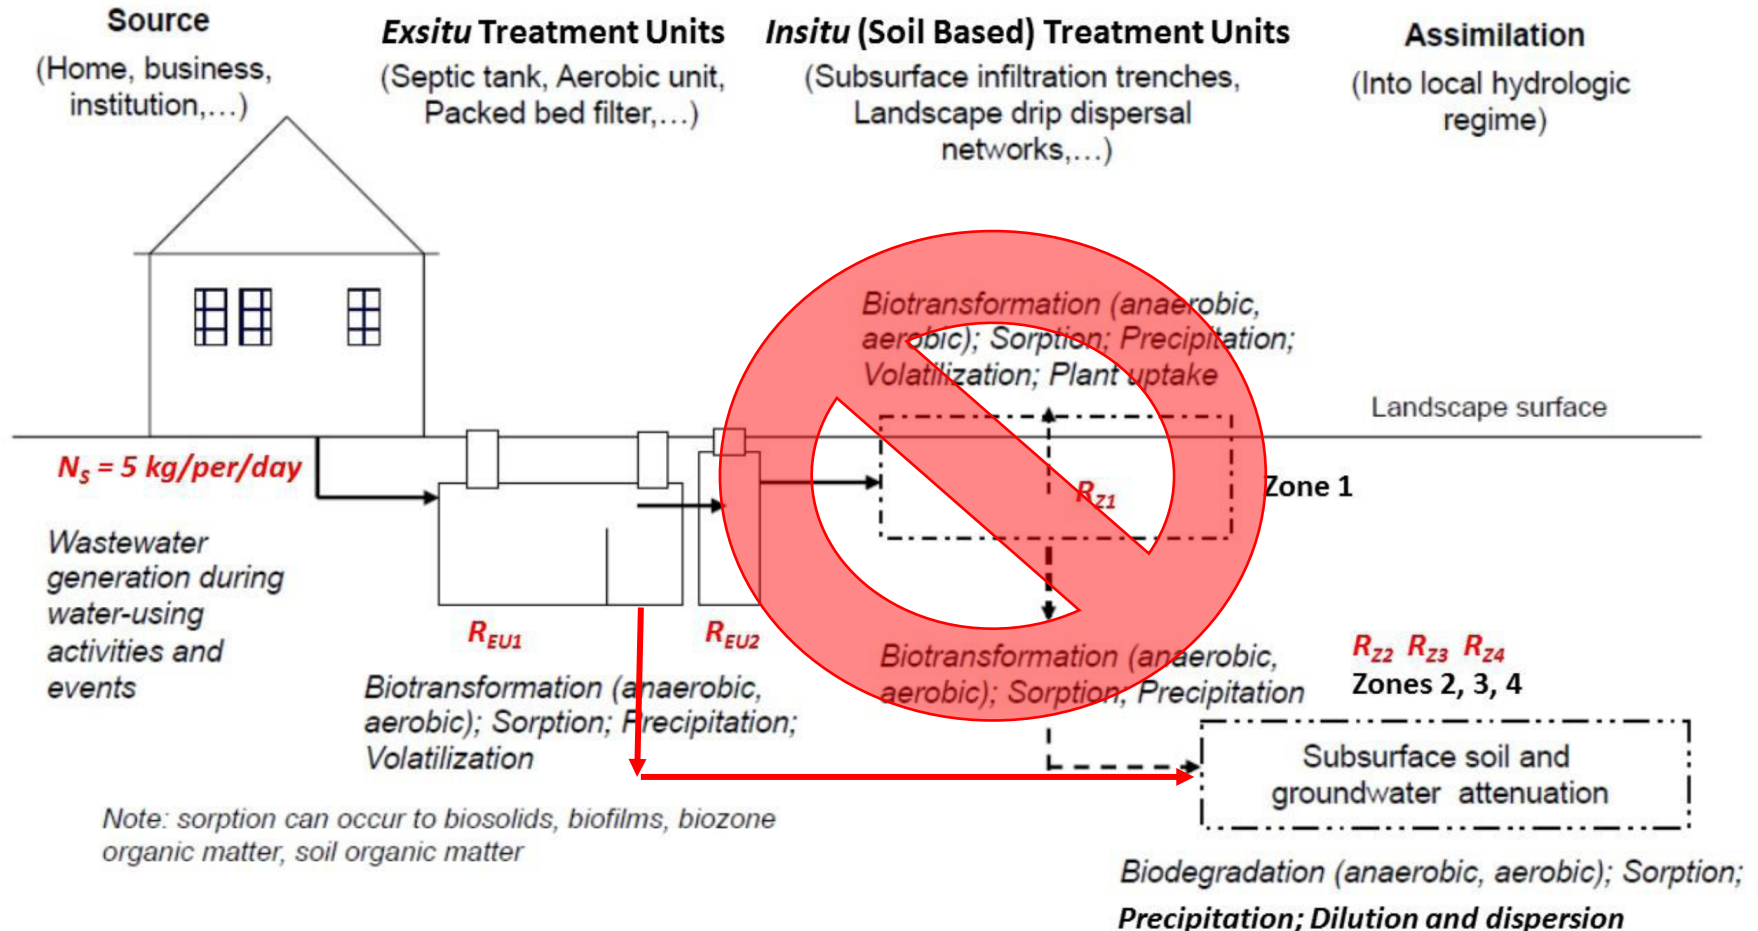 Source
(Home, business,
institution,…)
Exsitu Treatment Units
(Septic tank, Aerobic unit,
Packed bed filter,…)
Insitu (Soil Based) Treatment Units
(Subsurface infiltration trenches,
Landscape drip dispersal
networks,…)
Assimilation
(Into local hydrologic
regime)
Biotransformation (anaerobic,
aerobic); Sorption; Precipitation;
Volatilization; Plant uptake
Landscape surface
NS = 5 kg/per/day
RZ1
Zone 1
Wastewater
generation during
water-using
activities and
events
REU1
REU2
Biotransformation (anaerobic,
aerobic); Sorption; Precipitation;
Volatilization
Biotransformation (anaerobic,
aerobic); Sorption; Precipitation
RZ2 RZ3 RZ4
Zones 2, 3, 4
Subsurface soil and
groundwater attenuation
Note: sorption can occur to biosolids, biofilms, biozone
organic matter, soil organic matter
Biodegradation (anaerobic, aerobic); Sorption;
Precipitation; Dilution and dispersion